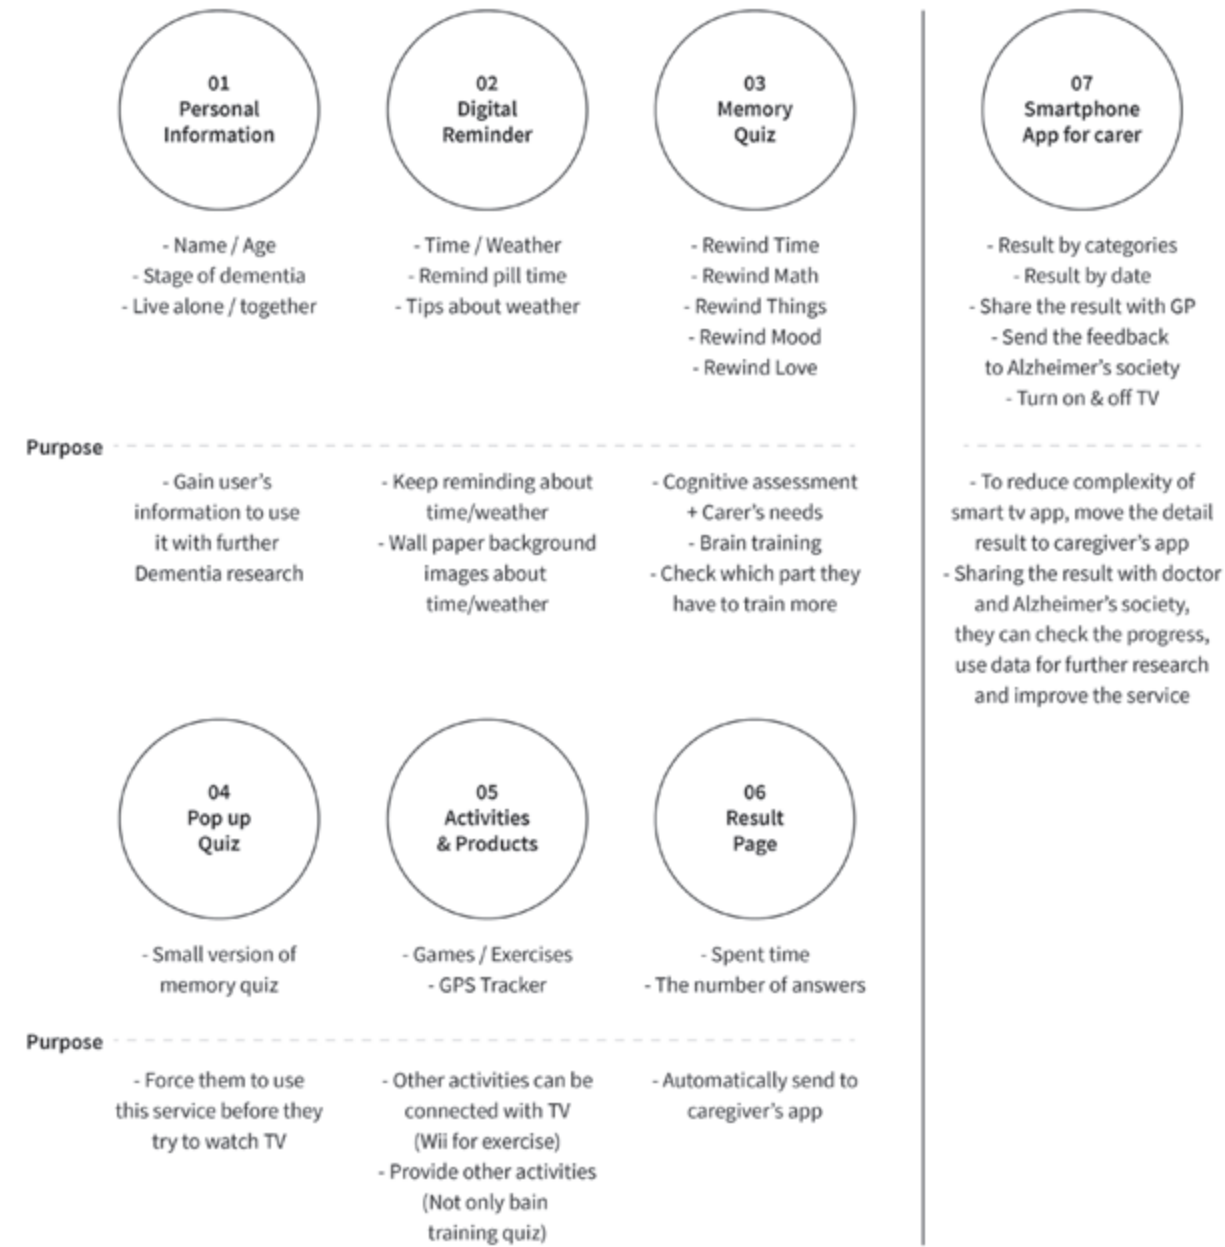 01
Personal
Information
- Name / Age
- Stage of dementia
- Live alone / together
02
Digital
Reminder
- Time / Weather
- Remind pill time
- Tips about weather
03
Memory
Quiz
- Rewind Time
- Rewind Math
- Rewind Things
- Rewind Mood
- Rewind Love
Purpose
- Gain user's
information to use
it with further
Dementia research
- Keep reminding about
time/weather
- Wall paper background
images about
time/weather
- Cognitive assessment
+ Carer's needs
- Brain training
- Check which part they
have to train more
04
Pop up
Quiz
- Small version of
memory quiz
05
Activities
& Products
- Games / Exercises
- GPS Tracker
06
Result
Page
- Spent time
- The number of answers
Purpose
- Force them to use
this service before they
try to watch TV
- Other activities can be
connected with TV
(Wii for exercise)
- Provide other activities
(Not only bain
training quiz)
- Automatically send to
caregiver's app
07
Smartphone
App for carer
- Result by categories
- Result by date
- Share the result with GP
- Send the feedback
to Alzheimer's society
- Turn on & off TV
- To reduce complexity of
smart tv app, move the detail
result to caregiver's app
- Sharing the result with doctor
and Alzheimer's society,
they can check the progress,
use data for further research
and improve the service